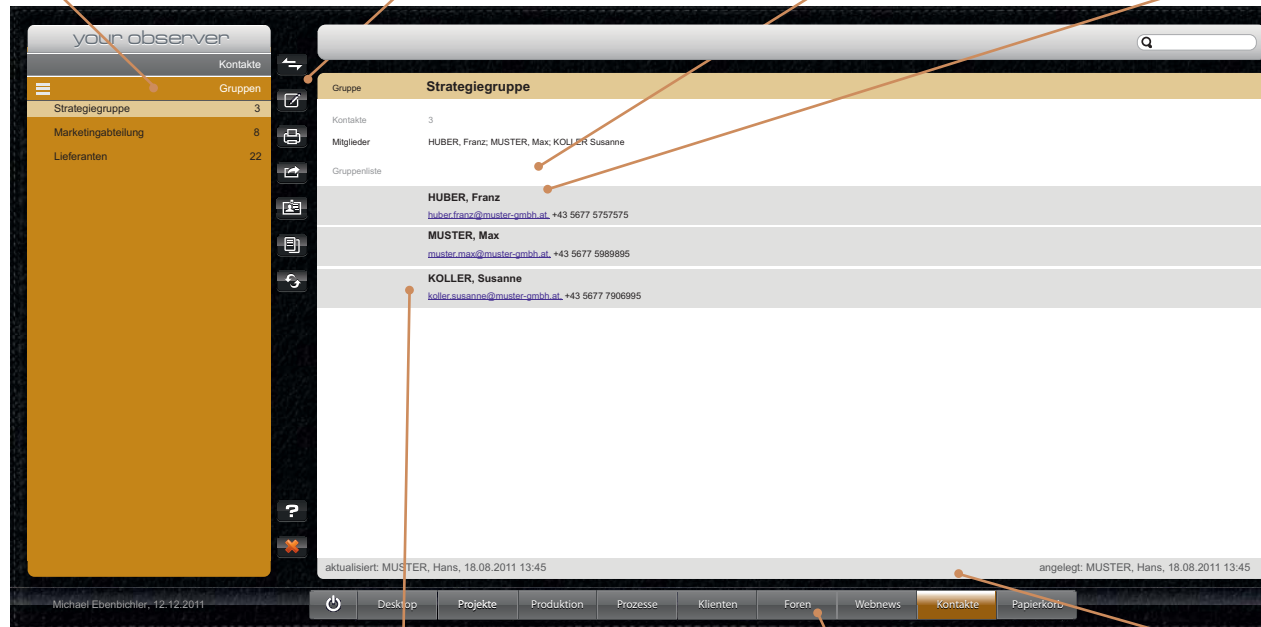 your observer
Kontakte
Gruppen
Strategiegruppe 3
Marketingabteilung 8
Lieferanten 22
Gruppe Strategiegruppe
Kontakte 3
Mitglieder HUBER, Franz; MUSTER, Max; KOLLER Susanne
Gruppenliste
HUBER, Franz
huber.franz@muster-gmbh.at, +43 5677 5757575
MUSTER, Max
muster.max@muster-gmbh.at, +43 5677 5989895
KOLLER, Susanne
koller.susanne@muster-gmbh.at, +43 5677 7906995
?
aktualisiert: MUSTER, Hans, 18.08.2011 13:45 angelegt: MUSTER, Hans, 18.08.2011 13:45
Michael Ebenbichler, 12.12.2011 Desktop Projekte Produktion Prozesse Klienten Foren Webnews Kontakte Papierkorb